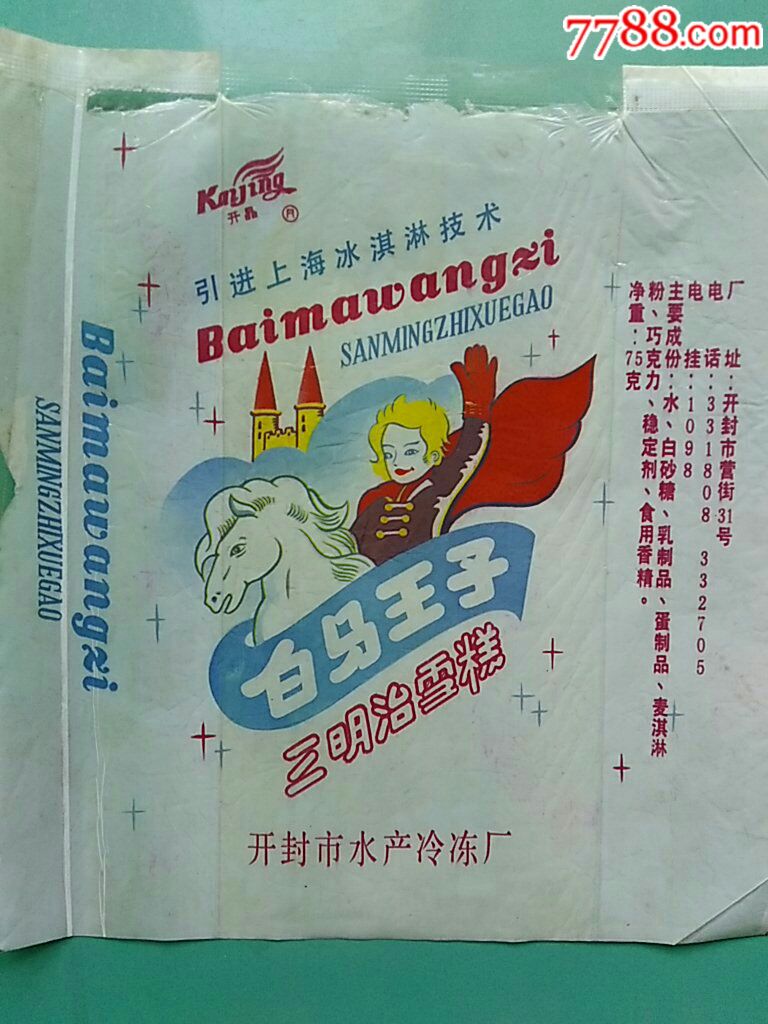 7788.com
Kaijing
开晶
R
引进上海冰淇淋技术
Baimawangzi
SANMINGZHIXUEGAO
白马王子
三明治雪糕
开封市水产冷冻厂
Baimawangzi
SANMINGZHIXUEGAO
厂址：开封市营街31号
电话：331808 332705
电挂：1098
主要成份：水、白砂糖、乳制品、蛋制品、麦淇淋
粉、巧克力、稳定剂、食用香精。
净重：75克